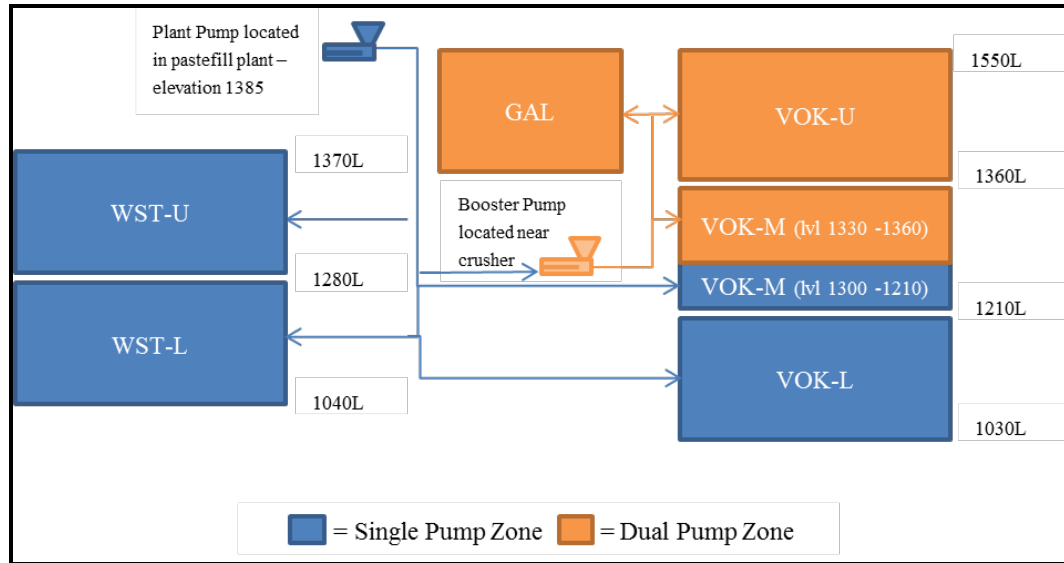 Plant Pump located
in pastefill plant –
elevation 1385
1550L
GAL
VOK-U
1370L
1360L
WST-U
Booster Pump
located near
crusher
VOK-M (lvl 1330 -1360)
1280L
VOK-M (lvl 1300 -1210)
1210L
WST-L
VOK-L
1040L
1030L
= Single Pump Zone
= Dual Pump Zone